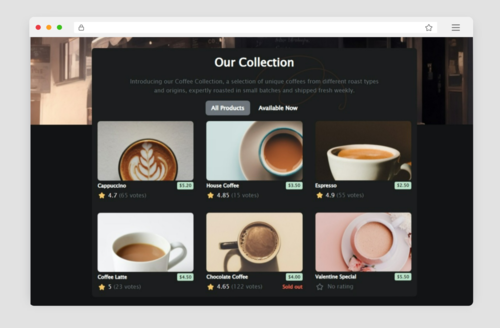 Our Collection
Introducing our Coffee Collection, a selection of unique coffees from different roast types
and origins, expertly roasted in small batches and shipped fresh weekly.
All Products Available Now
Cappuccino $5.20
4.7 (65 votes)
House Coffee $3.50
4.85 (15 votes)
Espresso $2.50
4.9 (55 votes)
Coffee Latte $4.50
5 (23 votes)
Chocolate Coffee $4.00
4.65 (122 votes) Sold out
Valentine Special $5.50
No rating